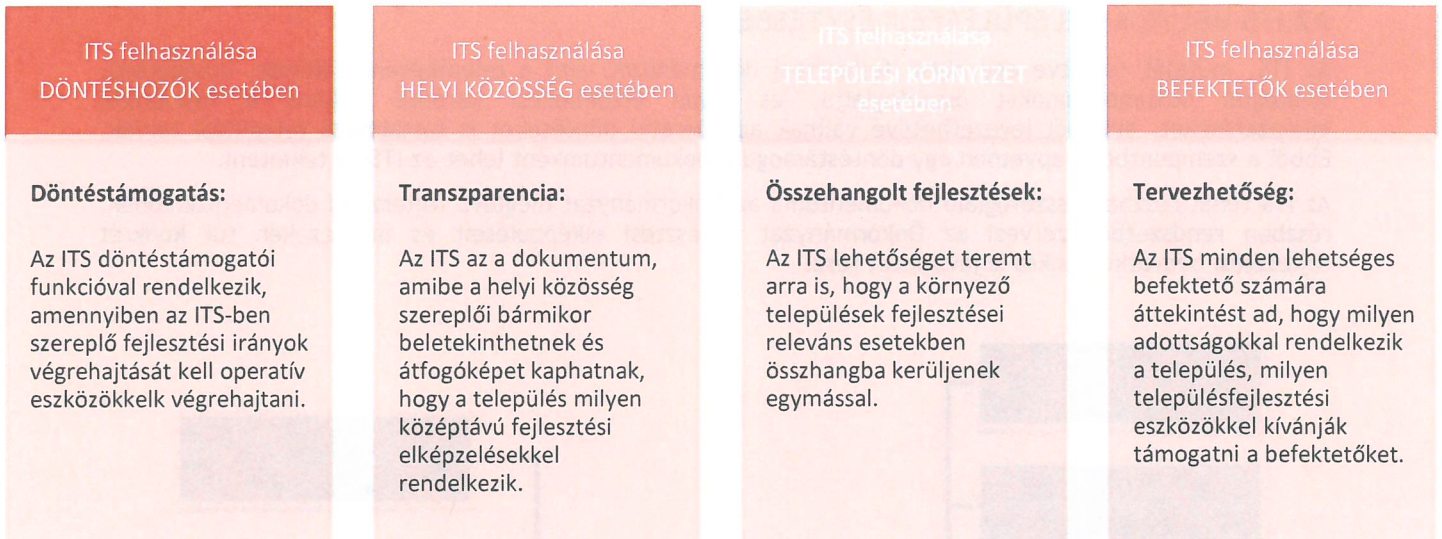 ITS felhasználása
DÖNTÉSHOZÓK esetében
Döntéstámogatás:
Az ITS döntéstámogatói
funkcióval rendelkezik,
amennyiben az ITS-ben
szereplő fejlesztési irányok
végrehajtását kell operatív
eszközökkelk végrehajtani.
ITS felhasználása
HELYI KÖZÖSSÉG esetében
Transzparencia:
Az ITS az a dokumentum,
amibe a helyi közösség
szereplői bármikor
beletekinthetnek és
átfogóképet kaphatnak,
hogy a település milyen
középtávú fejlesztési
elképzelésekkel
rendelkezik.
ITS felhasználása
TELEPÜLÉSI KÖRNYEZET
esetében
Összehangolt fejlesztések:
Az ITS lehetőséget teremt
arra is, hogy a környező
települések fejlesztései
releváns esetekben
összhangba kerüljenek
egymással.
ITS felhasználása
BEFEKTETŐK esetében
Tervezhetőség:
Az ITS minden lehetséges
befektető számára
áttekintést ad, hogy milyen
adottságokkal rendelkezik
a település, milyen
településfejlesztési
eszközökkel kívánják
támogatni a befektetőket.